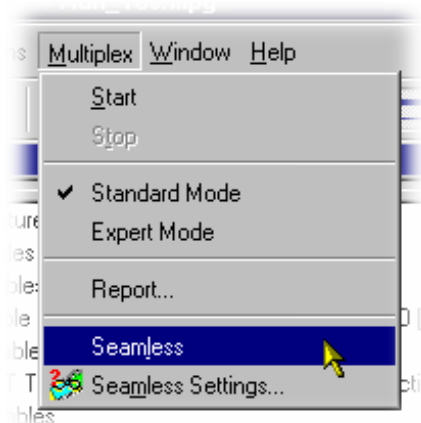 Multiplex Window Help
Start
Stop
Standard Mode
Expert Mode
Report...
Seamless
Seamless Settings...